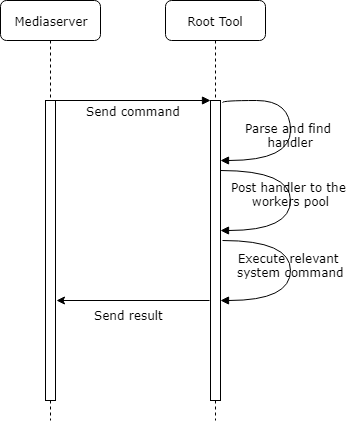 Mediaserver
Root Tool
Send command
Parse and find
handler
Post handler to the
workers pool
Execute relevant
system command
Send result